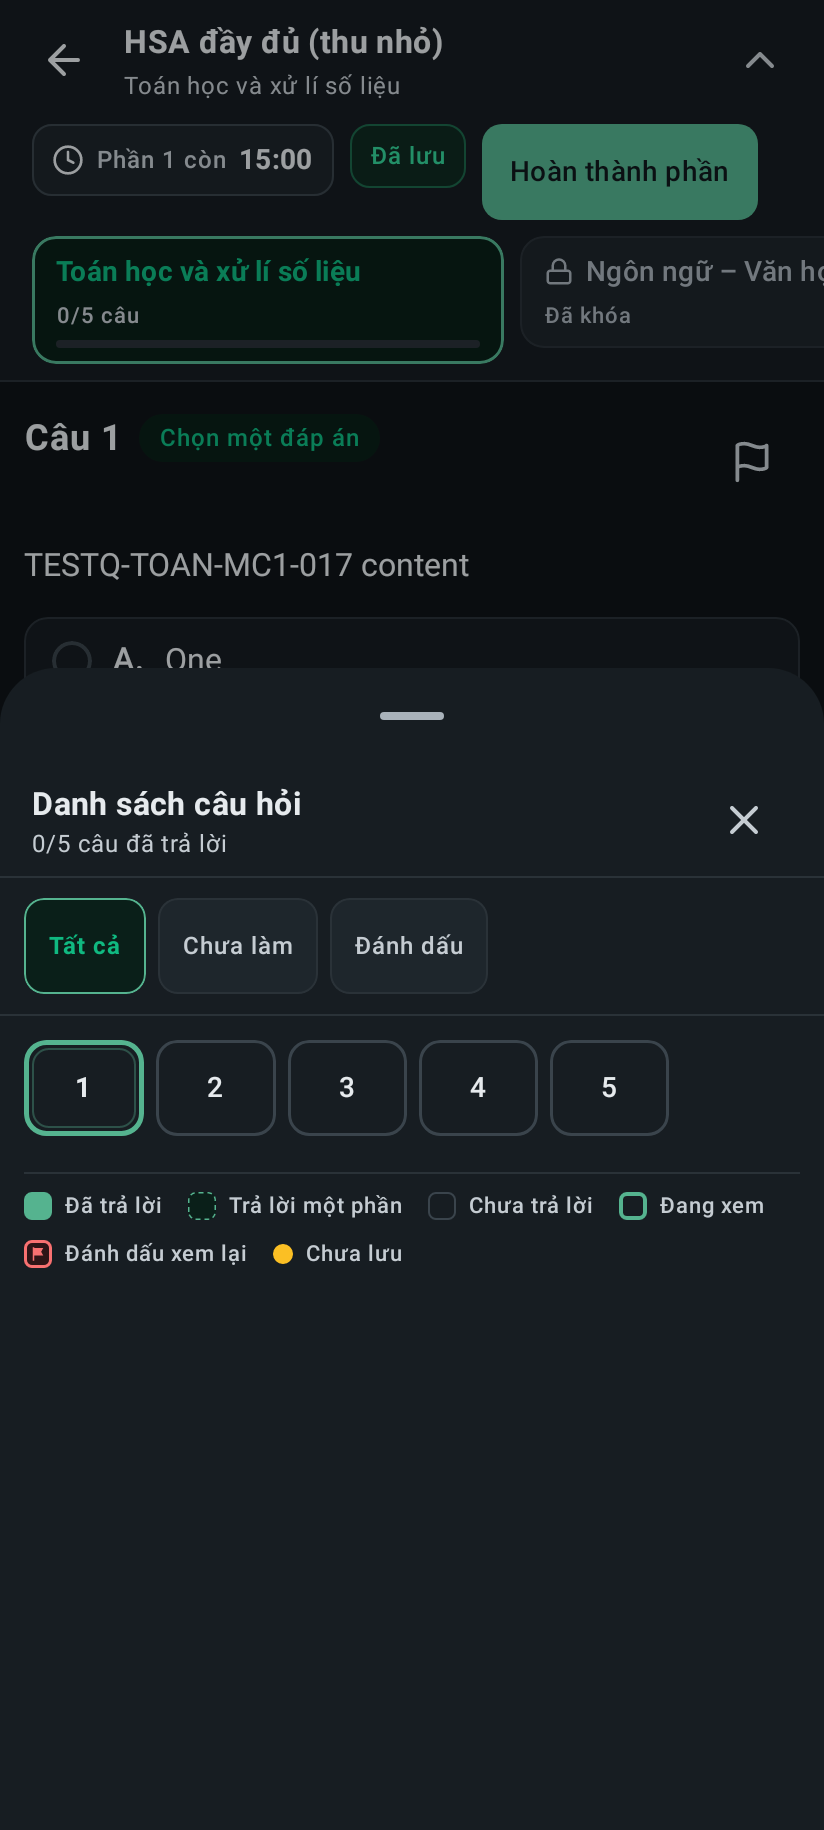 HSA đầy đủ (thu nhỏ)
Toán học và xử lí số liệu
Phần 1 còn 15:00
Đã lưu
Hoàn thành phần
Toán học và xử lí số liệu
0/5 câu
Ngôn ngữ – Văn
Đã khóa
Câu 1
Chọn một đáp án
TESTQ-TOAN-MC1-017 content
A. One
Danh sách câu hỏi
0/5 câu đã trả lời
Tất cả
Chưa làm
Đánh dấu
1
2
3
4
5
Đã trả lời
Trả lời một phần
Chưa trả lời
Đang xem
Đánh dấu xem lại
Chưa lưu